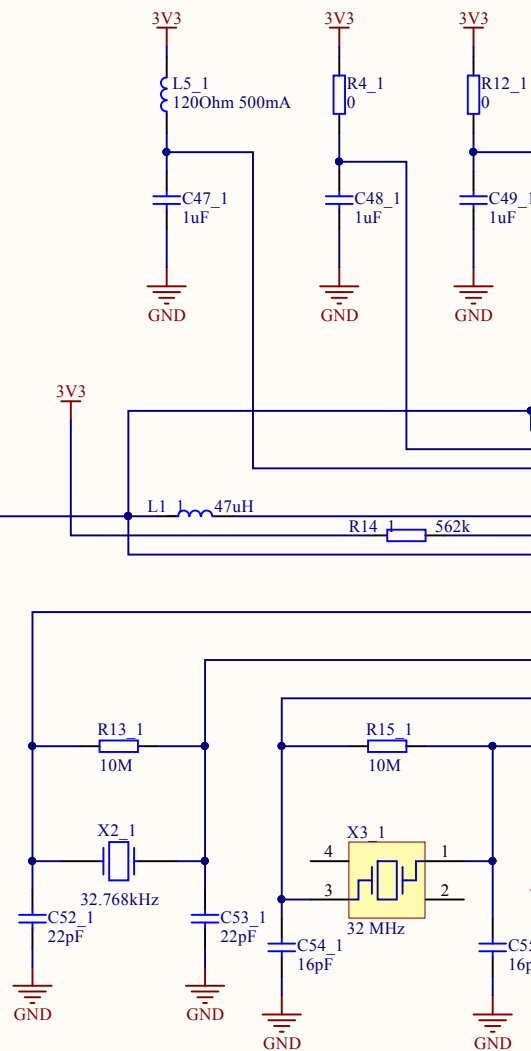 3V3
3V3
3V3
L5_1
120Ohm 500mA
R4_1
0
R12_1
0
C47_1
1uF
C48_1
1uF
C49_1
1uF
GND
GND
GND
3V3
L1_1
47uH
R14_1
562k
R13_1
10M
R15_1
10M
X2_1
32.768kHz
X3_1
4
1
3
2
32 MHz
C52_1
22pF
C53_1
22pF
C54_1
16pF
C55
16p
GND
GND
GND
GND